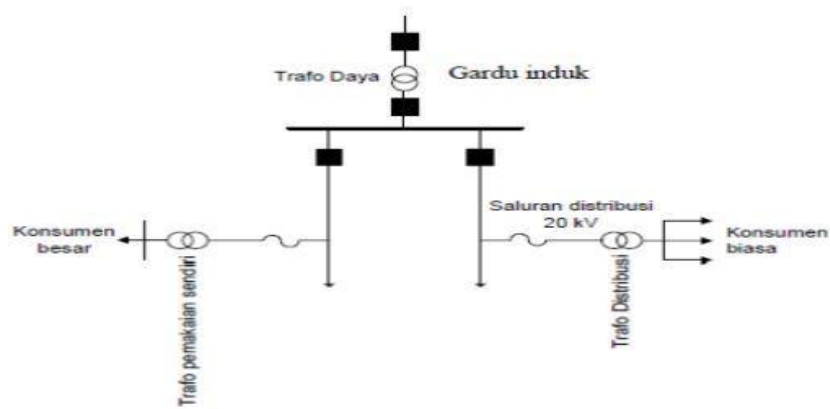 Trafo Daya
Gardu induk
Saluran distribusi
20 kV
Konsumen
besar
Konsumen
biasa
Trafo pemakaian sendiri
Trafo Distribusi